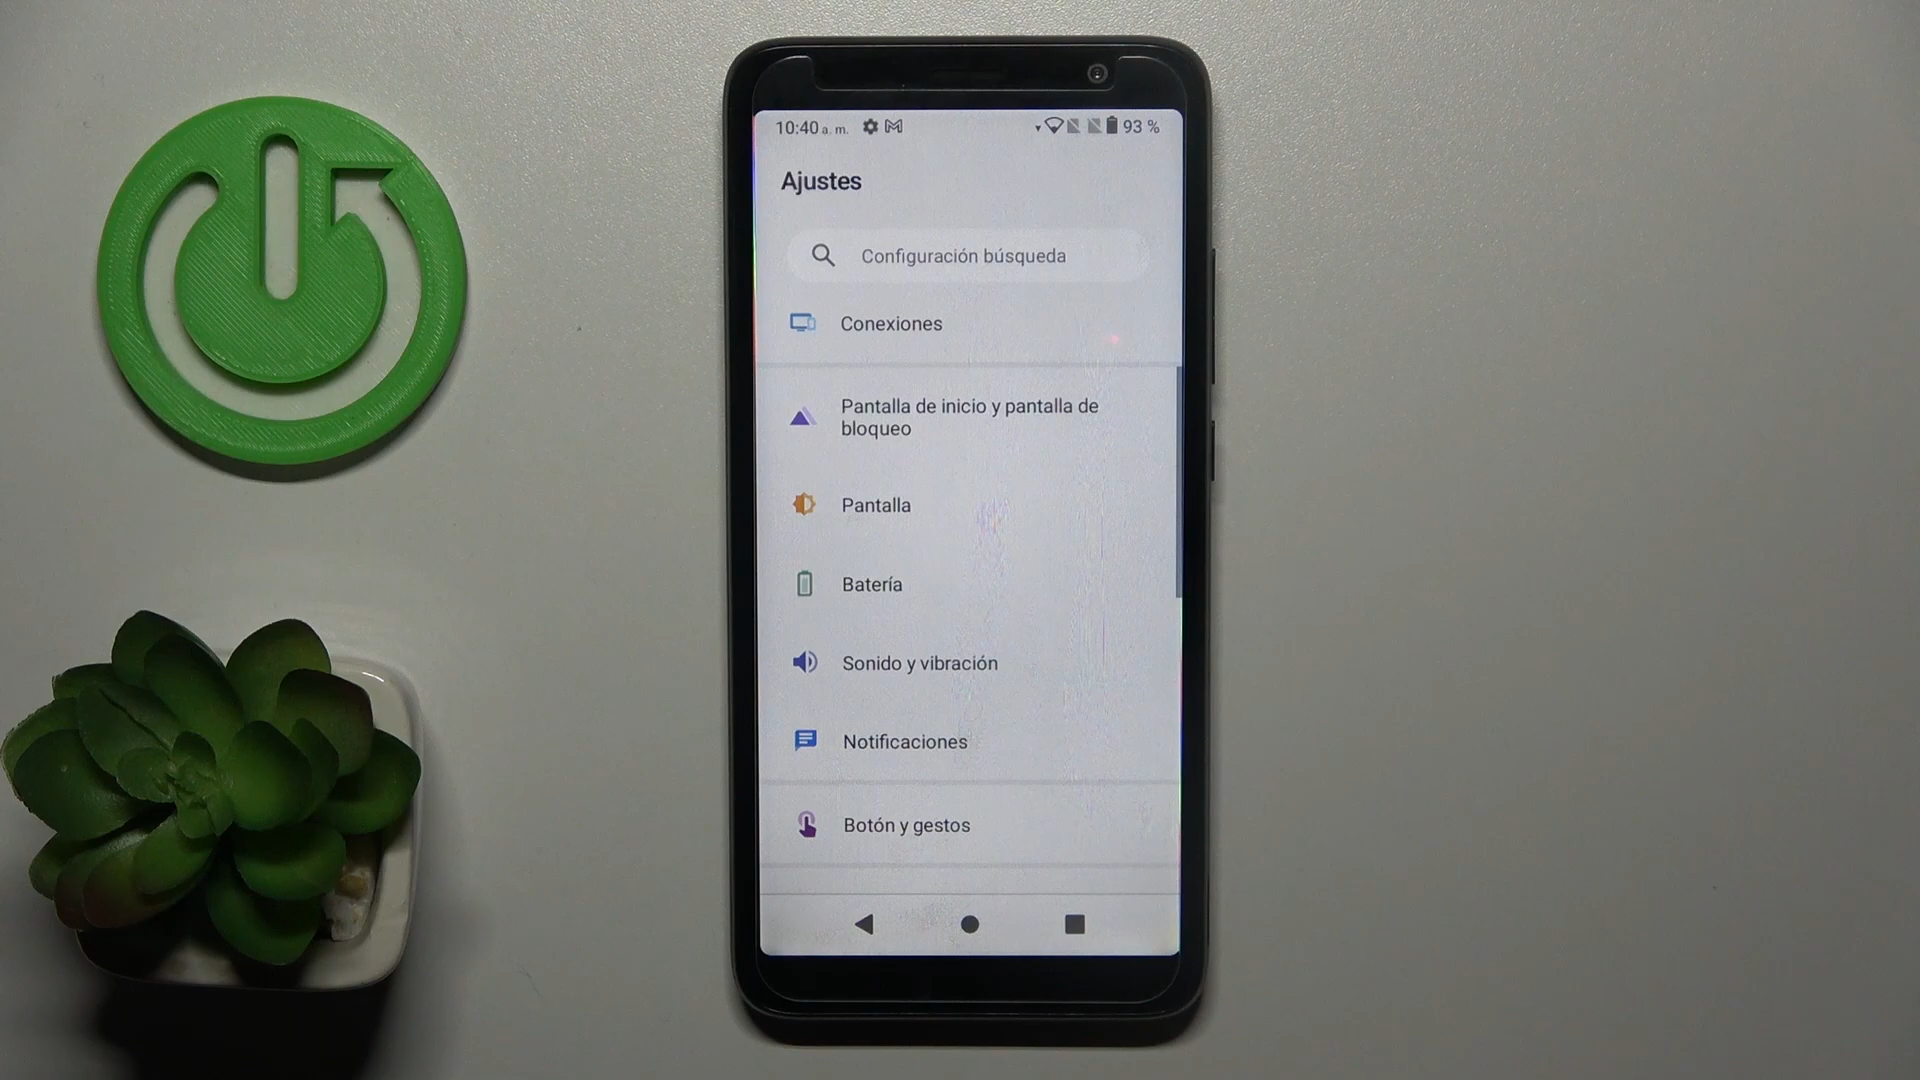 10:40 a. m. 93 %
Ajustes
Configuración búsqueda
Conexiones
Pantalla de inicio y pantalla de
bloqueo
Pantalla
Batería
Sonido y vibración
Notificaciones
Botón y gestos